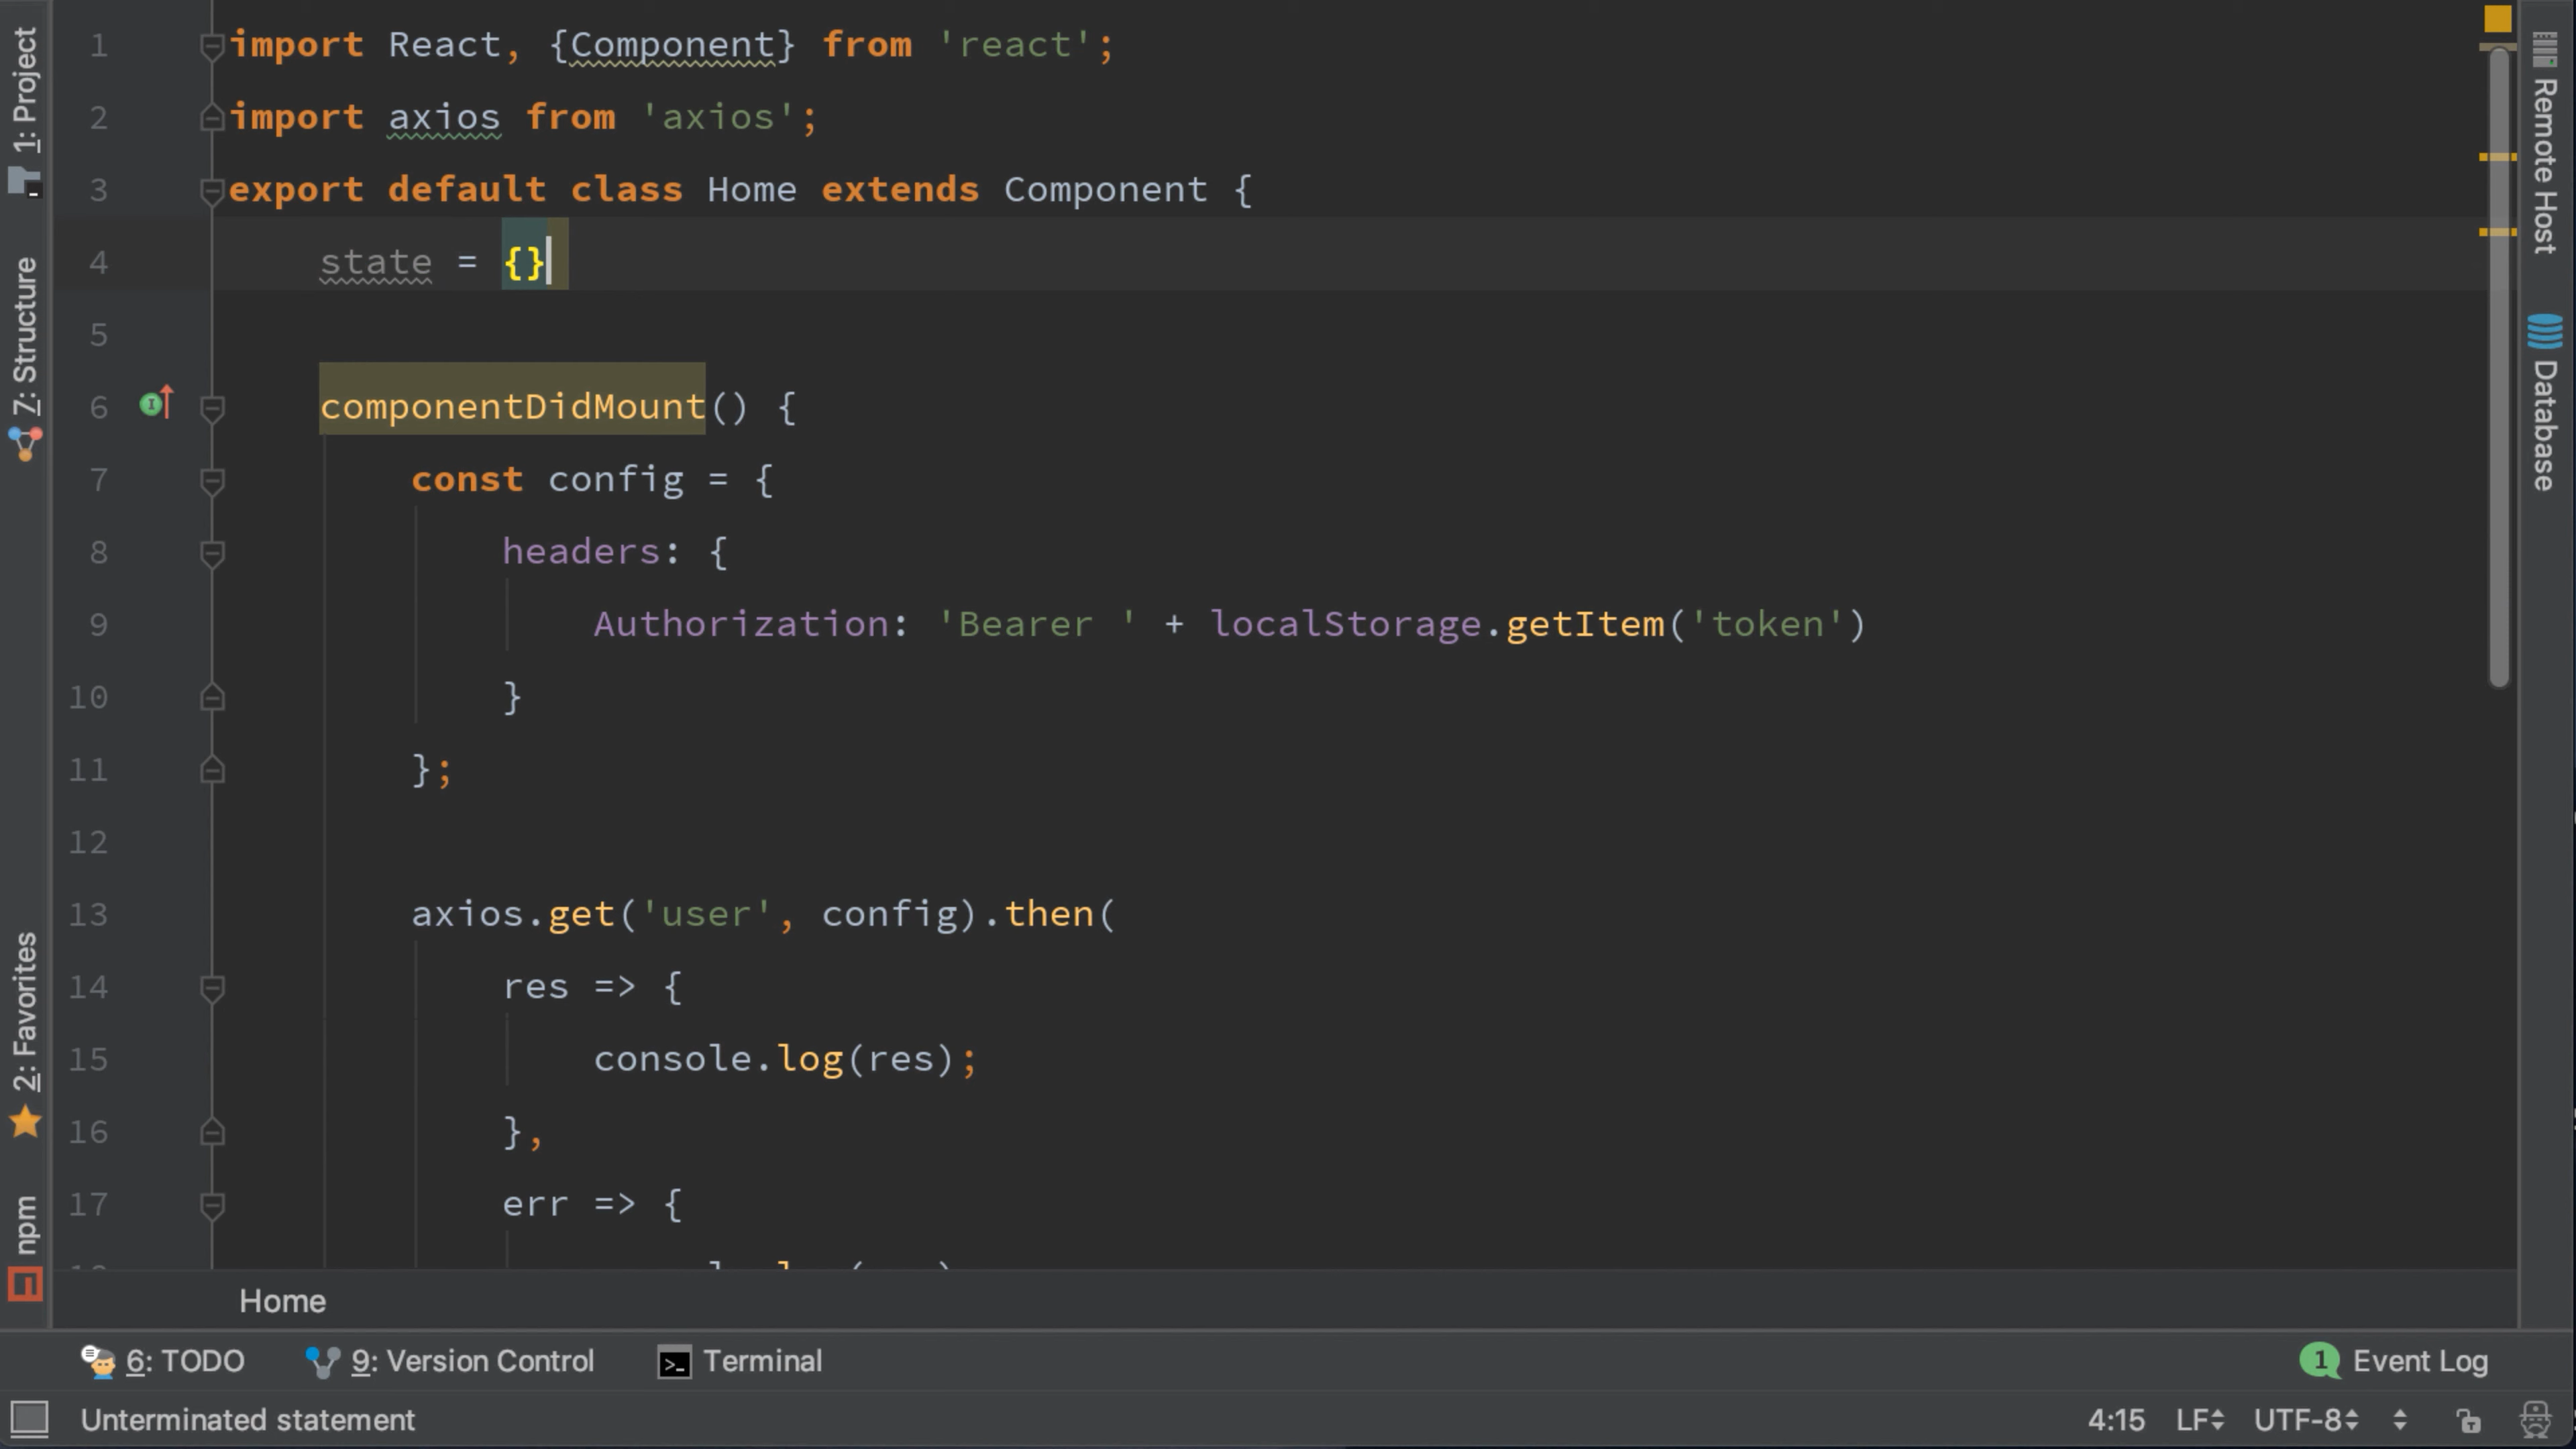 1 import React, {Component} from 'react';
2 import axios from 'axios';
3 export default class Home extends Component {
4 state = {}
5
6 componentDidMount() {
7 const config = {
8 headers: {
9 Authorization: 'Bearer ' + localStorage.getItem('token')
10 }
11 };
12
13 axios.get('user', config).then(
14 res => {
15 console.log(res);
16 },
17 err => {
Home
1: Project
7: Structure
2: Favorites
npm
Remote Host
Database
6: TODO 9: Version Control Terminal 1 Event Log
Unterminated statement 4:15 LF UTF-8